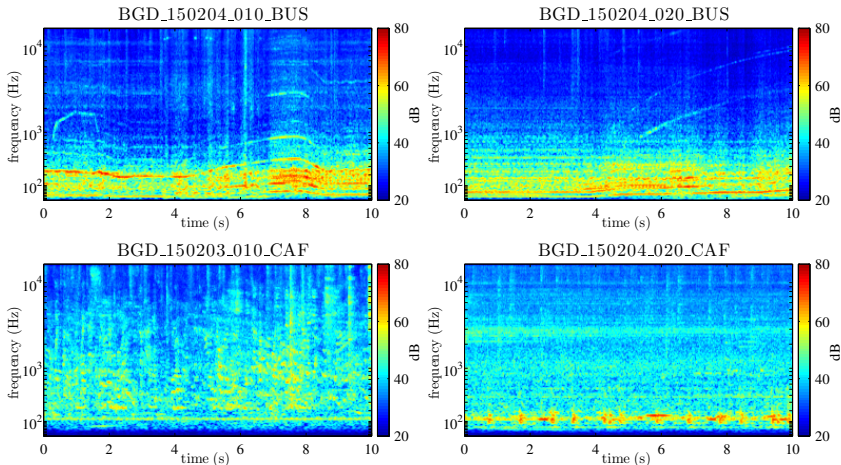 BGD_150204_010_BUS
BGD_150204_020_BUS
frequency (Hz)
10^4
10^3
10^2
0 2 4 6 8 10
time (s)
80
60
40
20
dB
frequency (Hz)
10^4
10^3
10^2
0 2 4 6 8 10
time (s)
80
60
40
20
dB
BGD_150203_010_CAF
BGD_150204_020_CAF
frequency (Hz)
10^4
10^3
10^2
0 2 4 6 8 10
time (s)
80
60
40
20
dB
frequency (Hz)
10^4
10^3
10^2
0 2 4 6 8 10
time (s)
80
60
40
20
dB